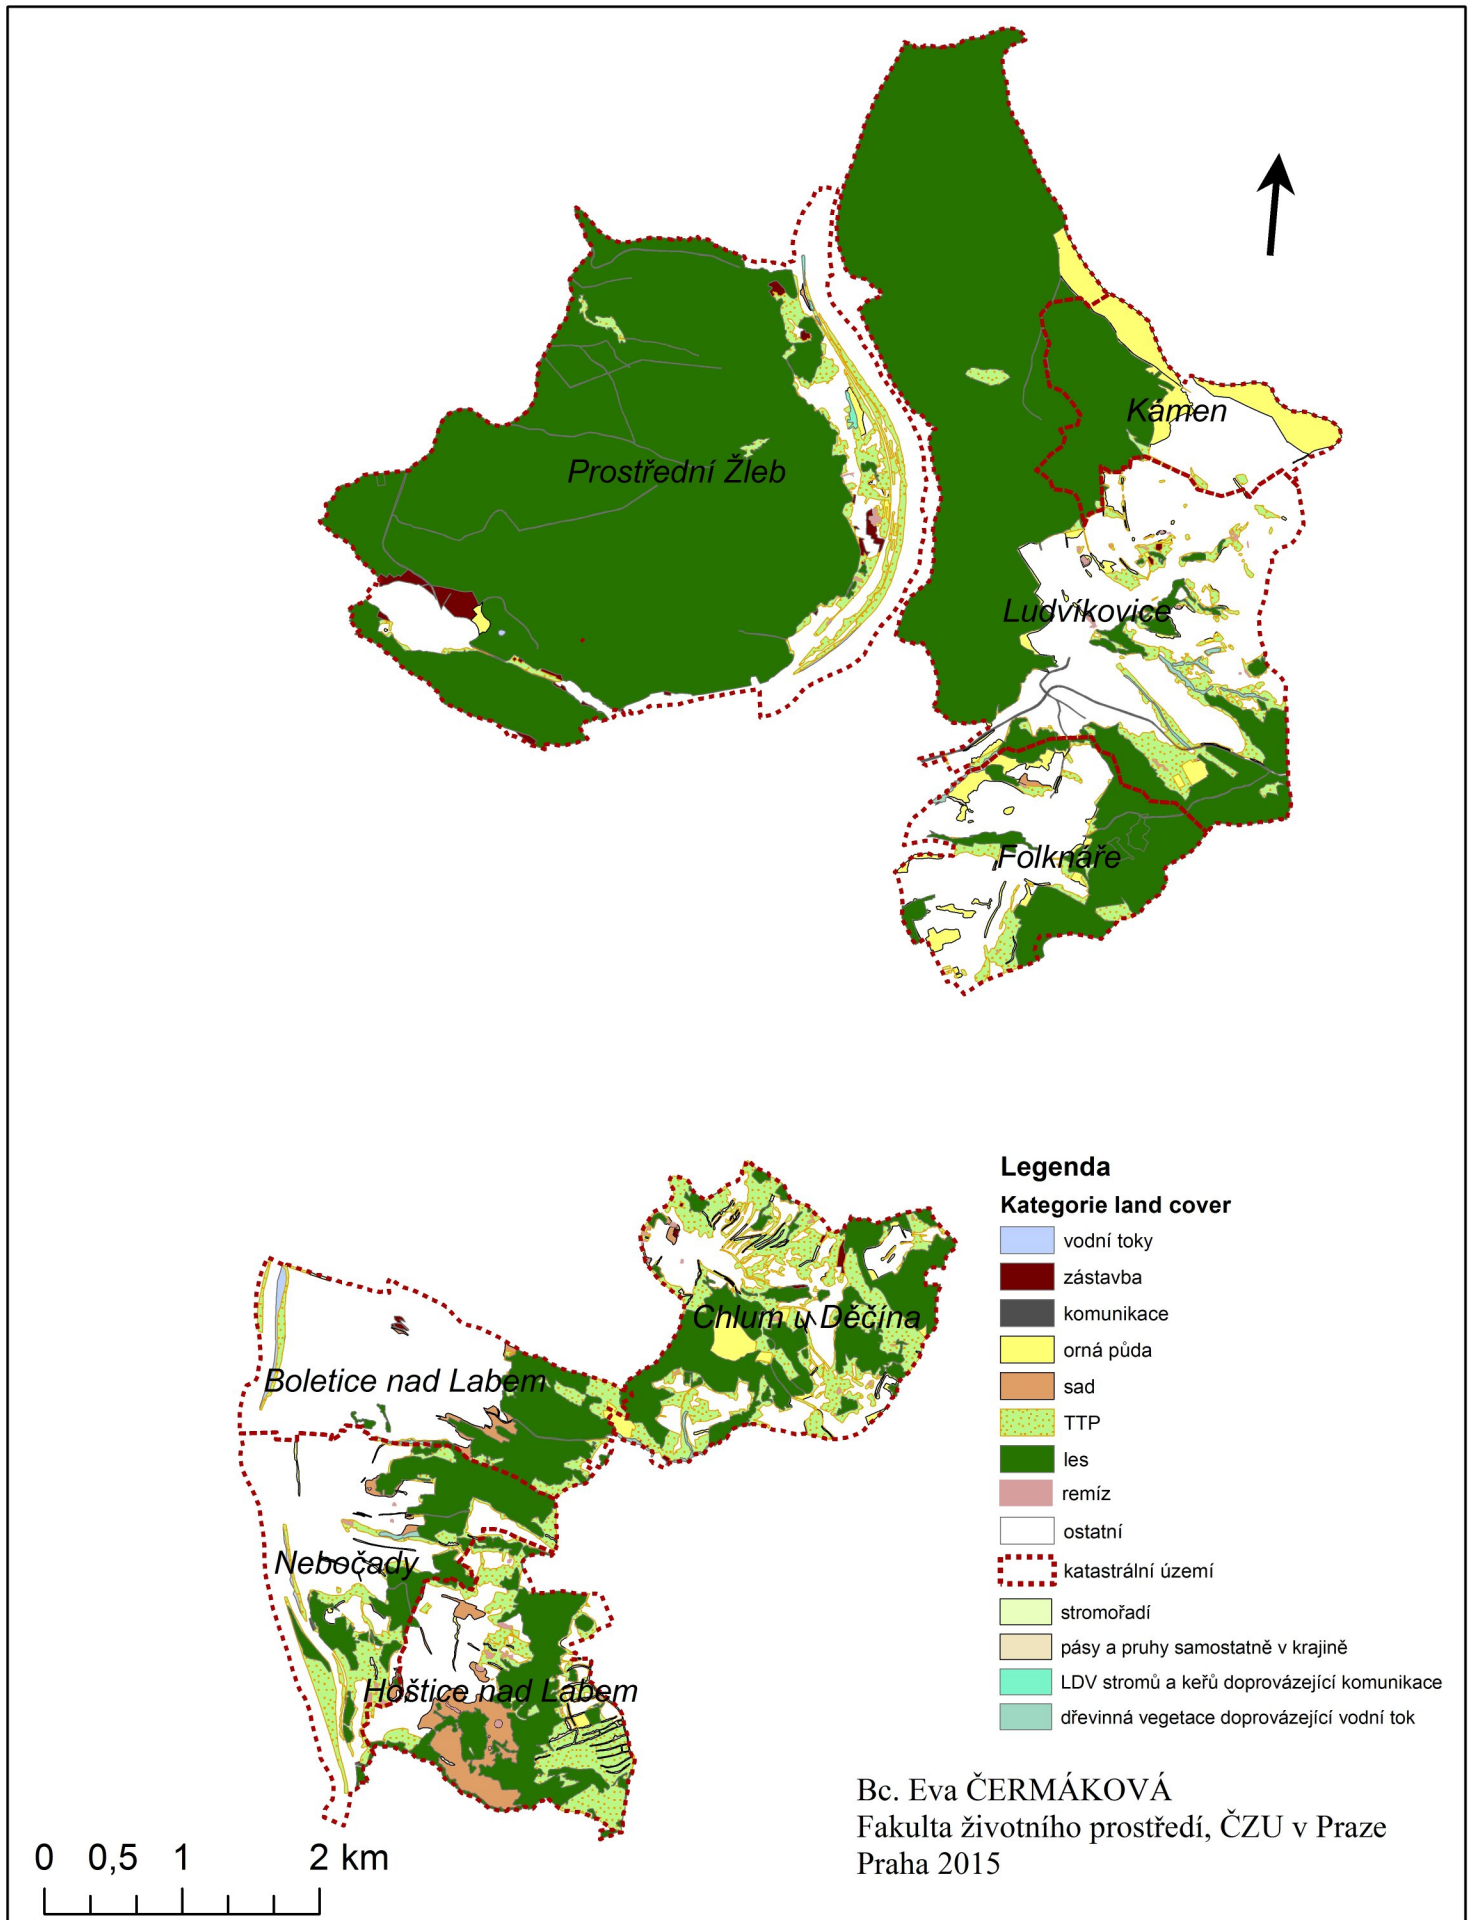 Prostřední Žleb
Kámen
Ludvíkovice
Folknáře
Chlum u Děčína
Boletice nad Labem
Nebočady
Hoštice nad Labem
Legenda
Kategorie land cover
vodní toky
zástavba
komunikace
orná půda
sad
TTP
les
remíz
ostatní
katastrální území
stromořadí
pásy a pruhy samostatně v krajině
LDV stromů a keřů doprovázející komunikace
dřevinná vegetace doprovázející vodní tok
Bc. Eva ČERMÁKOVÁ
Fakulta životního prostředí, ČZU v Praze
Praha 2015
0 0,5 1 2 km